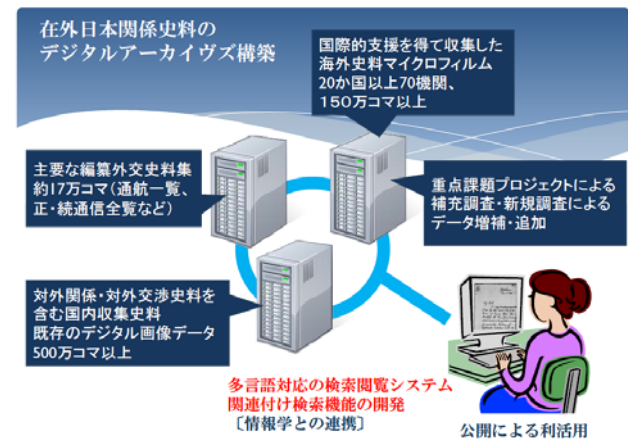 在外日本関係史料の
デジタルアーカイヴズ構築
国際的支援を得て収集した
海外史料マイクロフィルム
20か国以上70機関、
150万コマ以上
主要な編纂外交史料集
約17万コマ(通航一覧、
正・続通信全覧など)
重点課題プロジェクトによる
補充調査・新規調査による
データ増補・追加
対外関係・対外交渉史料を
含む国内収集史料
既存のデジタル画像データ
500万コマ以上
多言語対応の検索閲覧システム
関連付け検索機能の開発
〔情報学との連携〕
公開による利活用